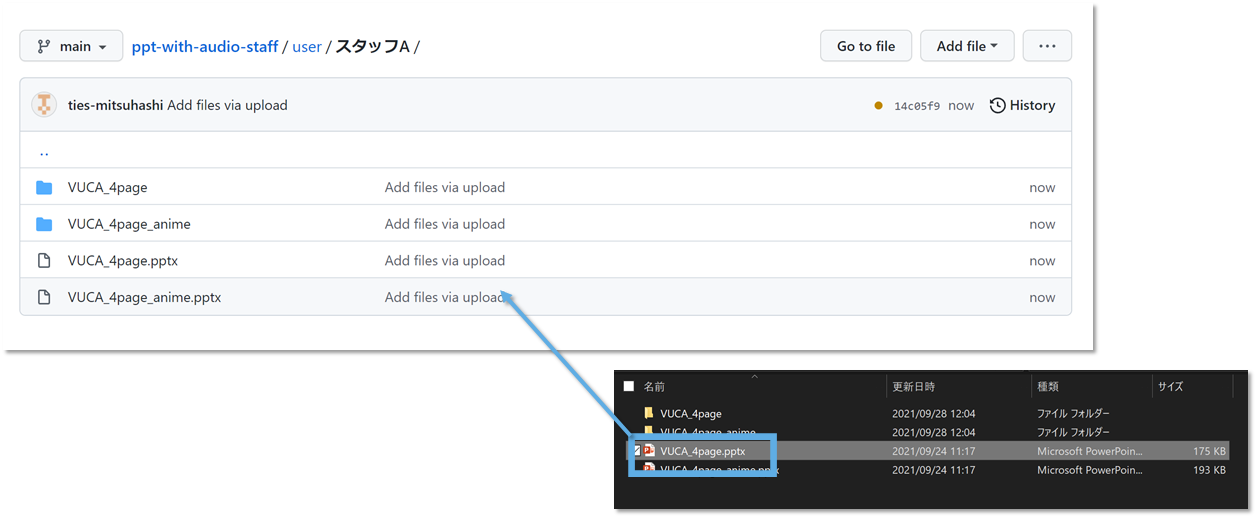 main
ppt-with-audio-staff / user / スタッフA /
Go to file
Add file
ties-mitsuhashi Add files via upload
14c05f9 now
History
..
VUCA_4page Add files via upload now
VUCA_4page_anime Add files via upload now
VUCA_4page.pptx Add files via upload now
VUCA_4page_anime.pptx Add files via upload now
名前 更新日時 種類 サイズ
VUCA_4page 2021/09/28 12:04 ファイル フォルダー
VUCA_4page_anime 2021/09/28 12:04 ファイル フォルダー
VUCA_4page.pptx 2021/09/24 11:17 Microsoft PowerPoin... 175 KB
VUCA_4page_anime.pptx 2021/09/24 11:17 Microsoft PowerPoin... 193 KB